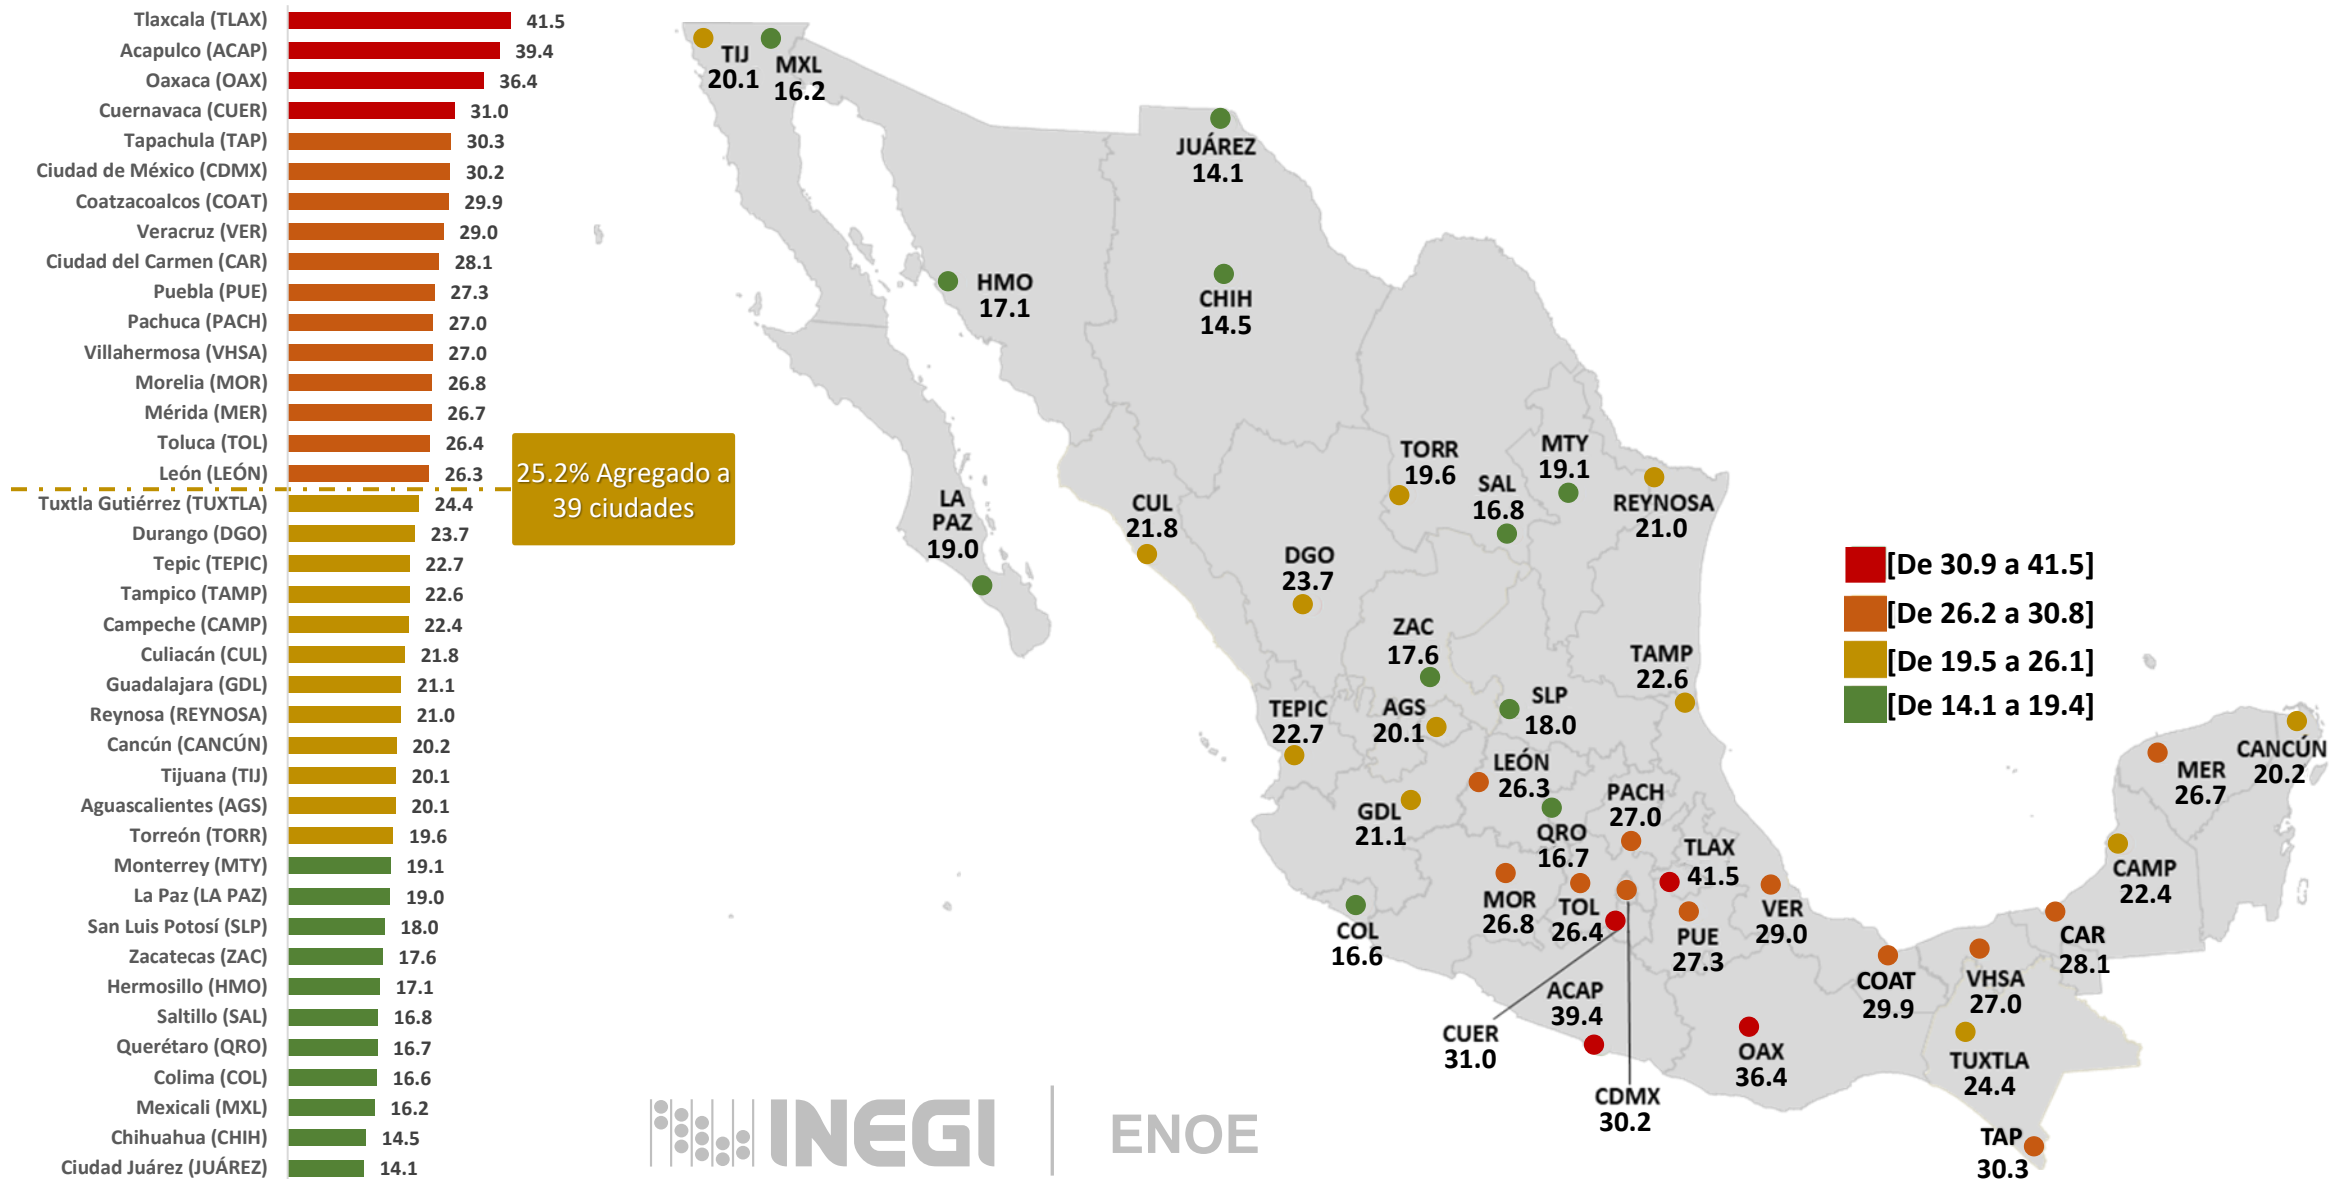 Tlaxcala (TLAX) 41.5
Acapulco (ACAP) 39.4
Oaxaca (OAX) 36.4
Cuernavaca (CUER) 31.0
Tapachula (TAP) 30.3
Ciudad de México (CDMX) 30.2
Coatzacoalcos (COAT) 29.9
Veracruz (VER) 29.0
Ciudad del Carmen (CAR) 28.1
Puebla (PUE) 27.3
Pachuca (PACH) 27.0
Villahermosa (VHSA) 27.0
Morelia (MOR) 26.8
Mérida (MER) 26.7
Toluca (TOL) 26.4
León (LEÓN) 26.3
Tuxtla Gutiérrez (TUXTLA) 24.4
Durango (DGO) 23.7
Tepic (TEPIC) 22.7
Tampico (TAMP) 22.6
Campeche (CAMP) 22.4
Culiacán (CUL) 21.8
Guadalajara (GDL) 21.1
Reynosa (REYNOSA) 21.0
Cancún (CANCÚN) 20.2
Tijuana (TIJ) 20.1
Aguascalientes (AGS) 20.1
Torreón (TORR) 19.6
Monterrey (MTY) 19.1
La Paz (LA PAZ) 19.0
San Luis Potosí (SLP) 18.0
Zacatecas (ZAC) 17.6
Hermosillo (HMO) 17.1
Saltillo (SAL) 16.8
Querétaro (QRO) 16.7
Colima (COL) 16.6
Mexicali (MXL) 16.2
Chihuahua (CHIH) 14.5
Ciudad Juárez (JUÁREZ) 14.1
25.2% Agregado a
39 ciudades
TIJ
20.1
MXL
16.2
JUÁREZ
14.1
HMO
17.1
CHIH
14.5
LA
PAZ
19.0
CUL
21.8
DGO
23.7
TORR
19.6
SAL
16.8
MTY
19.1
REYNOSA
21.0
ZAC
17.6
TAMP
22.6
TEPIC
22.7
AGS
20.1
SLP
18.0
LEÓN
26.3
GDL
21.1
QRO
16.7
PACH
27.0
TLAX
41.5
COL
16.6
MOR
26.8
TOL
26.4
PUE
27.3
VER
29.0
CUER
31.0
ACAP
39.4
CDMX
30.2
OAX
36.4
COAT
29.9
VHSA
27.0
TUXTLA
24.4
TAP
30.3
CAR
28.1
CAMP
22.4
MER
26.7
CANCÚN
20.2
[De 30.9 a 41.5]
[De 26.2 a 30.8]
[De 19.5 a 26.1]
[De 14.1 a 19.4]
INEGI
ENOE